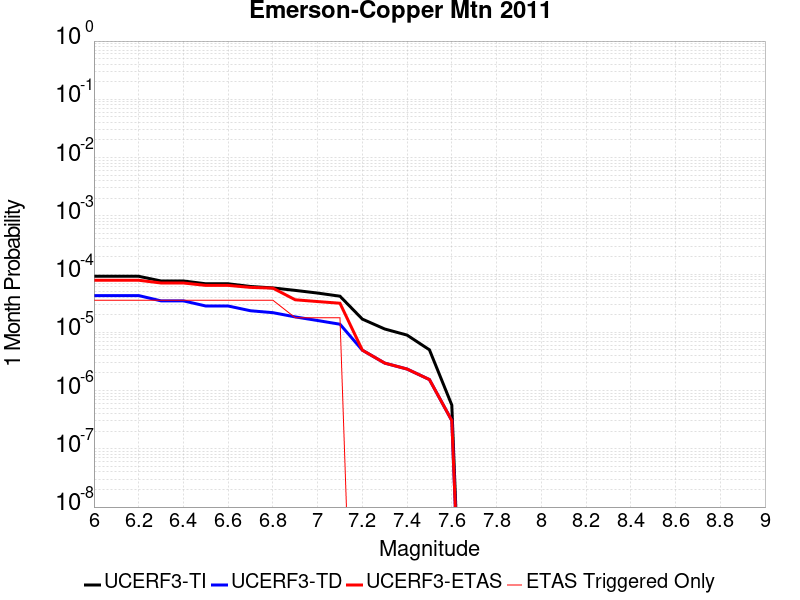 Emerson-Copper Mtn 2011
10^0
10^-1
10^-2
10^-3
10^-4
10^-5
10^-6
10^-7
10^-8
1 Month Probability
6 6.2 6.4 6.6 6.8 7 7.2 7.4 7.6 7.8 8 8.2 8.4 8.6 8.8 9
Magnitude
UCERF3-TI UCERF3-TD UCERF3-ETAS ETAS Triggered Only